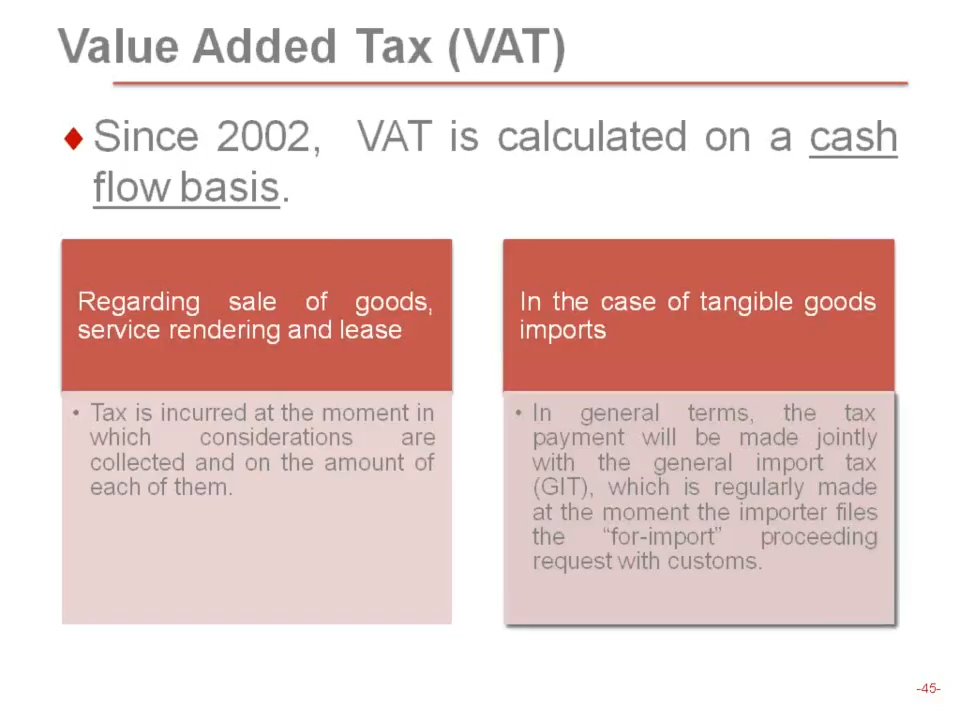 Value Added Tax (VAT)
♦ Since 2002, VAT is calculated on a cash
flow basis.
Regarding sale of goods,
service rendering and lease
• Tax is incurred at the moment in
which considerations are
collected and on the amount of
each of them.
In the case of tangible goods
imports
• In general terms, the tax
payment will be made jointly
with the general import tax
(GIT), which is regularly made
at the moment the importer files
the “for-import” proceeding
request with customs.
-45-